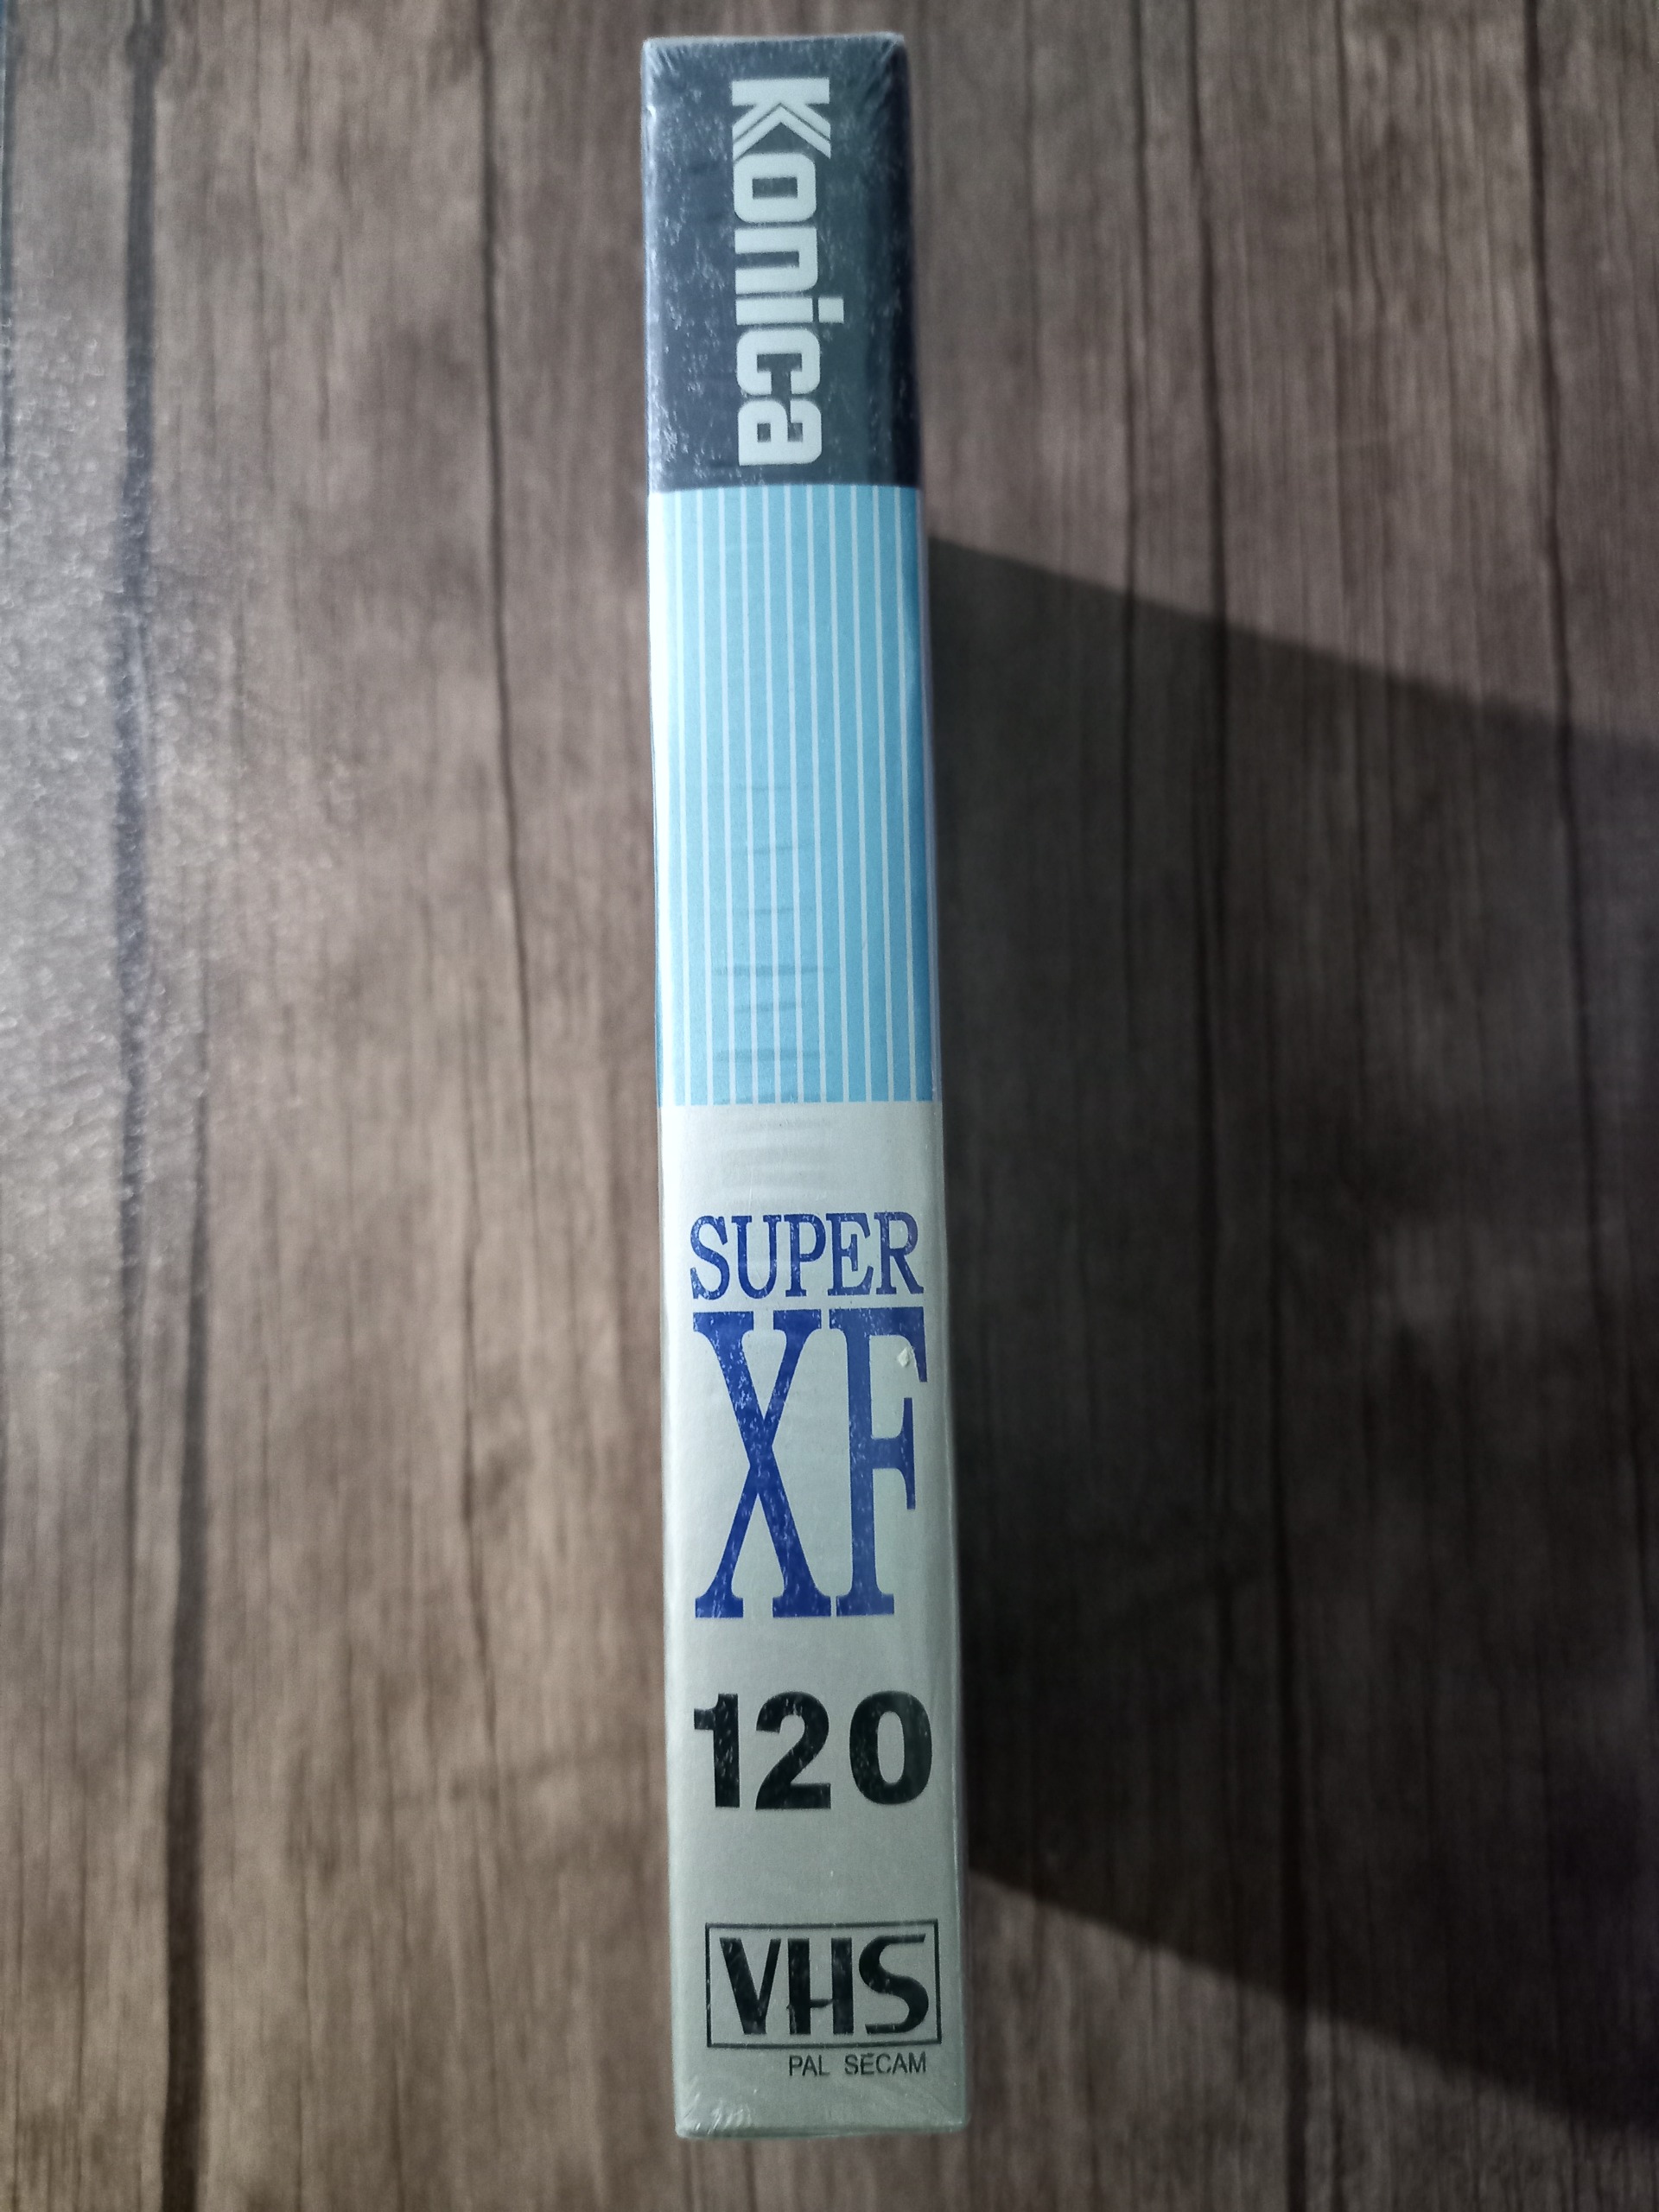 Konica
SUPER
XF
120
VHS
PAL SECAM